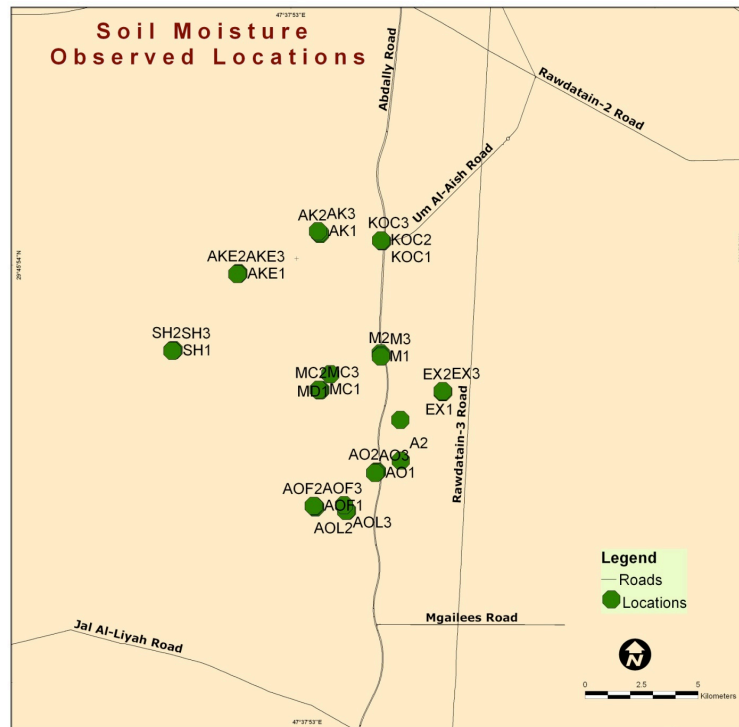 47°37'53"E
Soil Moisture
Observed Locations
Abdally Road
Rawdatain-2 Road
Um Al-Aish Road
AK2AK3
AK1
KOC3
KOC2
KOC1
29°45'54"N
AKE2AKE3
AKE1
SH2SH3
SH1
M2M3
M1
MC2MC3
MD1MC1
EX2EX3
EX1
Rawdatain-3 Road
A2
AO2AO3
AO1
AOF2AOF3
AOF1
AOL2
AOL3
Legend
Roads
Locations
Mgailees Road
Jal Al-Liyah Road
N
0 2.5 5
Kilometers
47°37'53"E